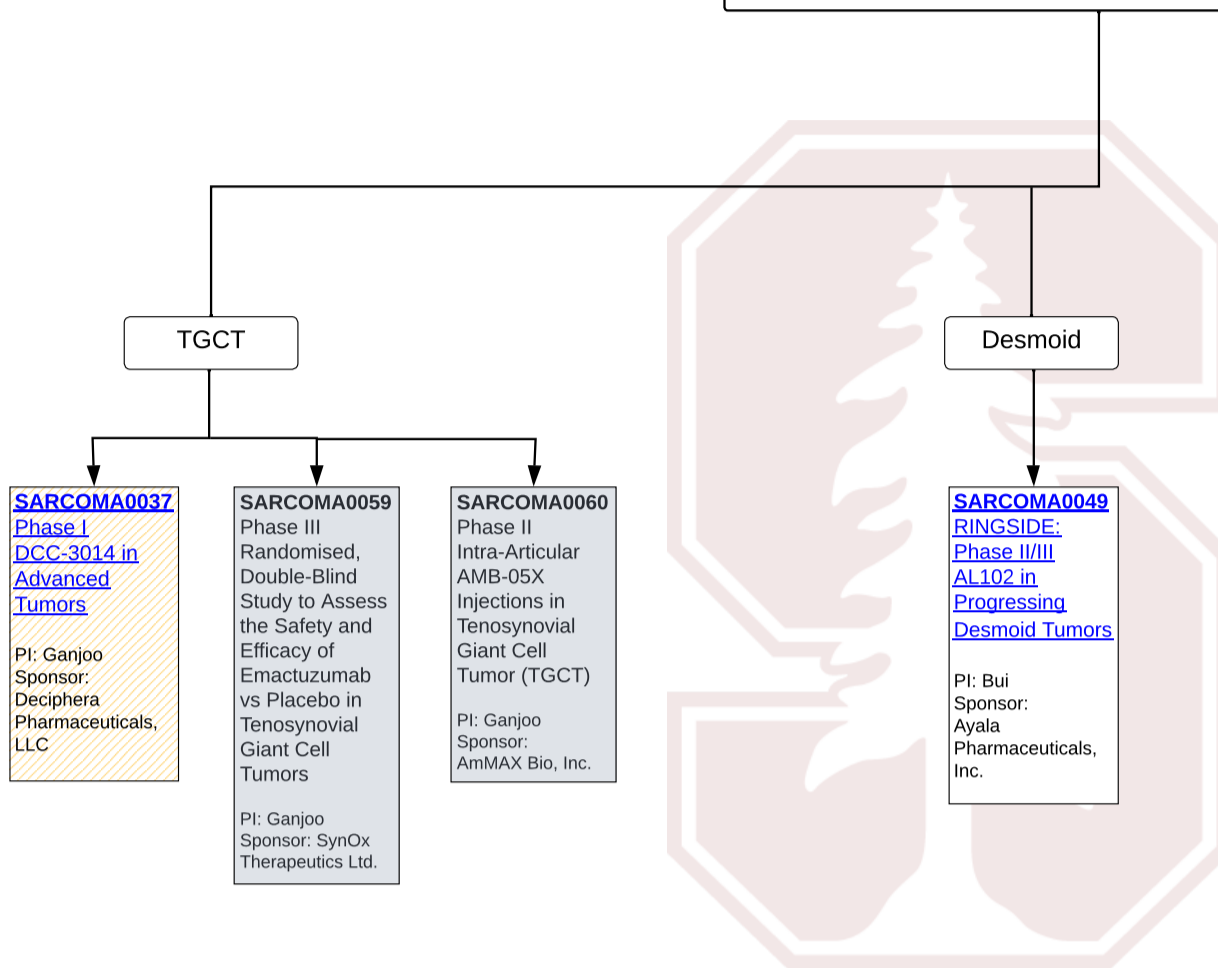 TGCT
Desmoid
SARCOMA0037
Phase I
DCC-3014 in
Advanced
Tumors
PI: Ganjoo
Sponsor:
Deciphera
Pharmaceuticals,
LLC
SARCOMA0059
Phase III
Randomised,
Double-Blind
Study to Assess
the Safety and
Efficacy of
Emactuzumab
vs Placebo in
Tenosynovial
Giant Cell
Tumors
PI: Ganjoo
Sponsor: SynOx
Therapeutics Ltd.
SARCOMA0060
Phase II
Intra-Articular
AMB-05X
Injections in
Tenosynovial
Giant Cell
Tumor (TGCT)
PI: Ganjoo
Sponsor:
AmMAX Bio, Inc.
SARCOMA0049
RINGSIDE:
Phase II/III
AL102 in
Progressing
Desmoid Tumors
PI: Bui
Sponsor:
Ayala
Pharmaceuticals,
Inc.